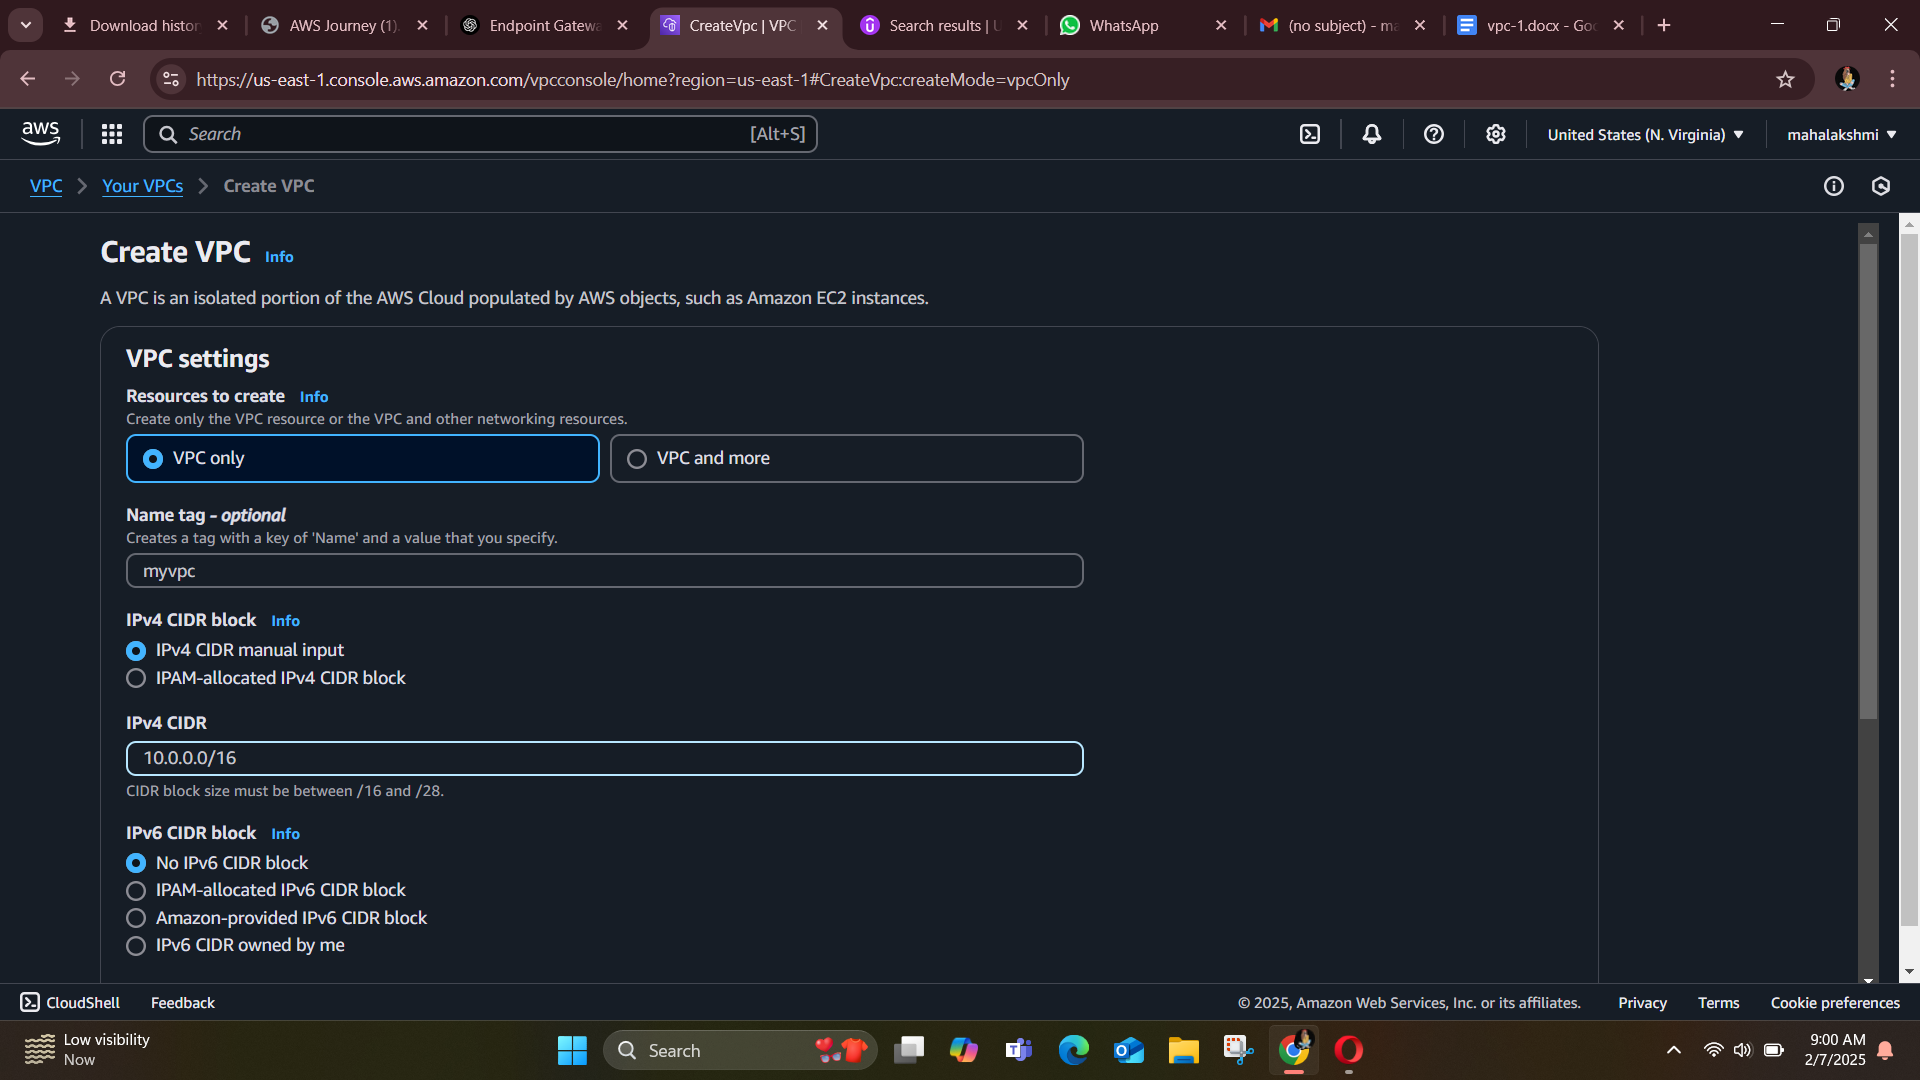 Download histor
AWS Journey (1).
Endpoint Gatewa
CreateVpc | VPC
Search results | U
WhatsApp
(no subject) - ma
vpc-1.docx - Goo
https://us-east-1.console.aws.amazon.com/vpcconsole/home?region=us-east-1#CreateVpc:createMode=vpcOnly
aws
Search [Alt+S]
United States (N. Virginia)
mahalakshmi
VPC
Your VPCs
Create VPC
Create VPC Info
A VPC is an isolated portion of the AWS Cloud populated by AWS objects, such as Amazon EC2 instances.
VPC settings
Resources to create Info
Create only the VPC resource or the VPC and other networking resources.
VPC only
VPC and more
Name tag - optional
Creates a tag with a key of 'Name' and a value that you specify.
myvpc
IPv4 CIDR block Info
IPv4 CIDR manual input
IPAM-allocated IPv4 CIDR block
IPv4 CIDR
10.0.0.0/16
CIDR block size must be between /16 and /28.
IPv6 CIDR block Info
No IPv6 CIDR block
IPAM-allocated IPv6 CIDR block
Amazon-provided IPv6 CIDR block
IPv6 CIDR owned by me
CloudShell
Feedback
© 2025, Amazon Web Services, Inc. or its affiliates.
Privacy
Terms
Cookie preferences
Low visibility
Now
Search
9:00 AM
2/7/2025